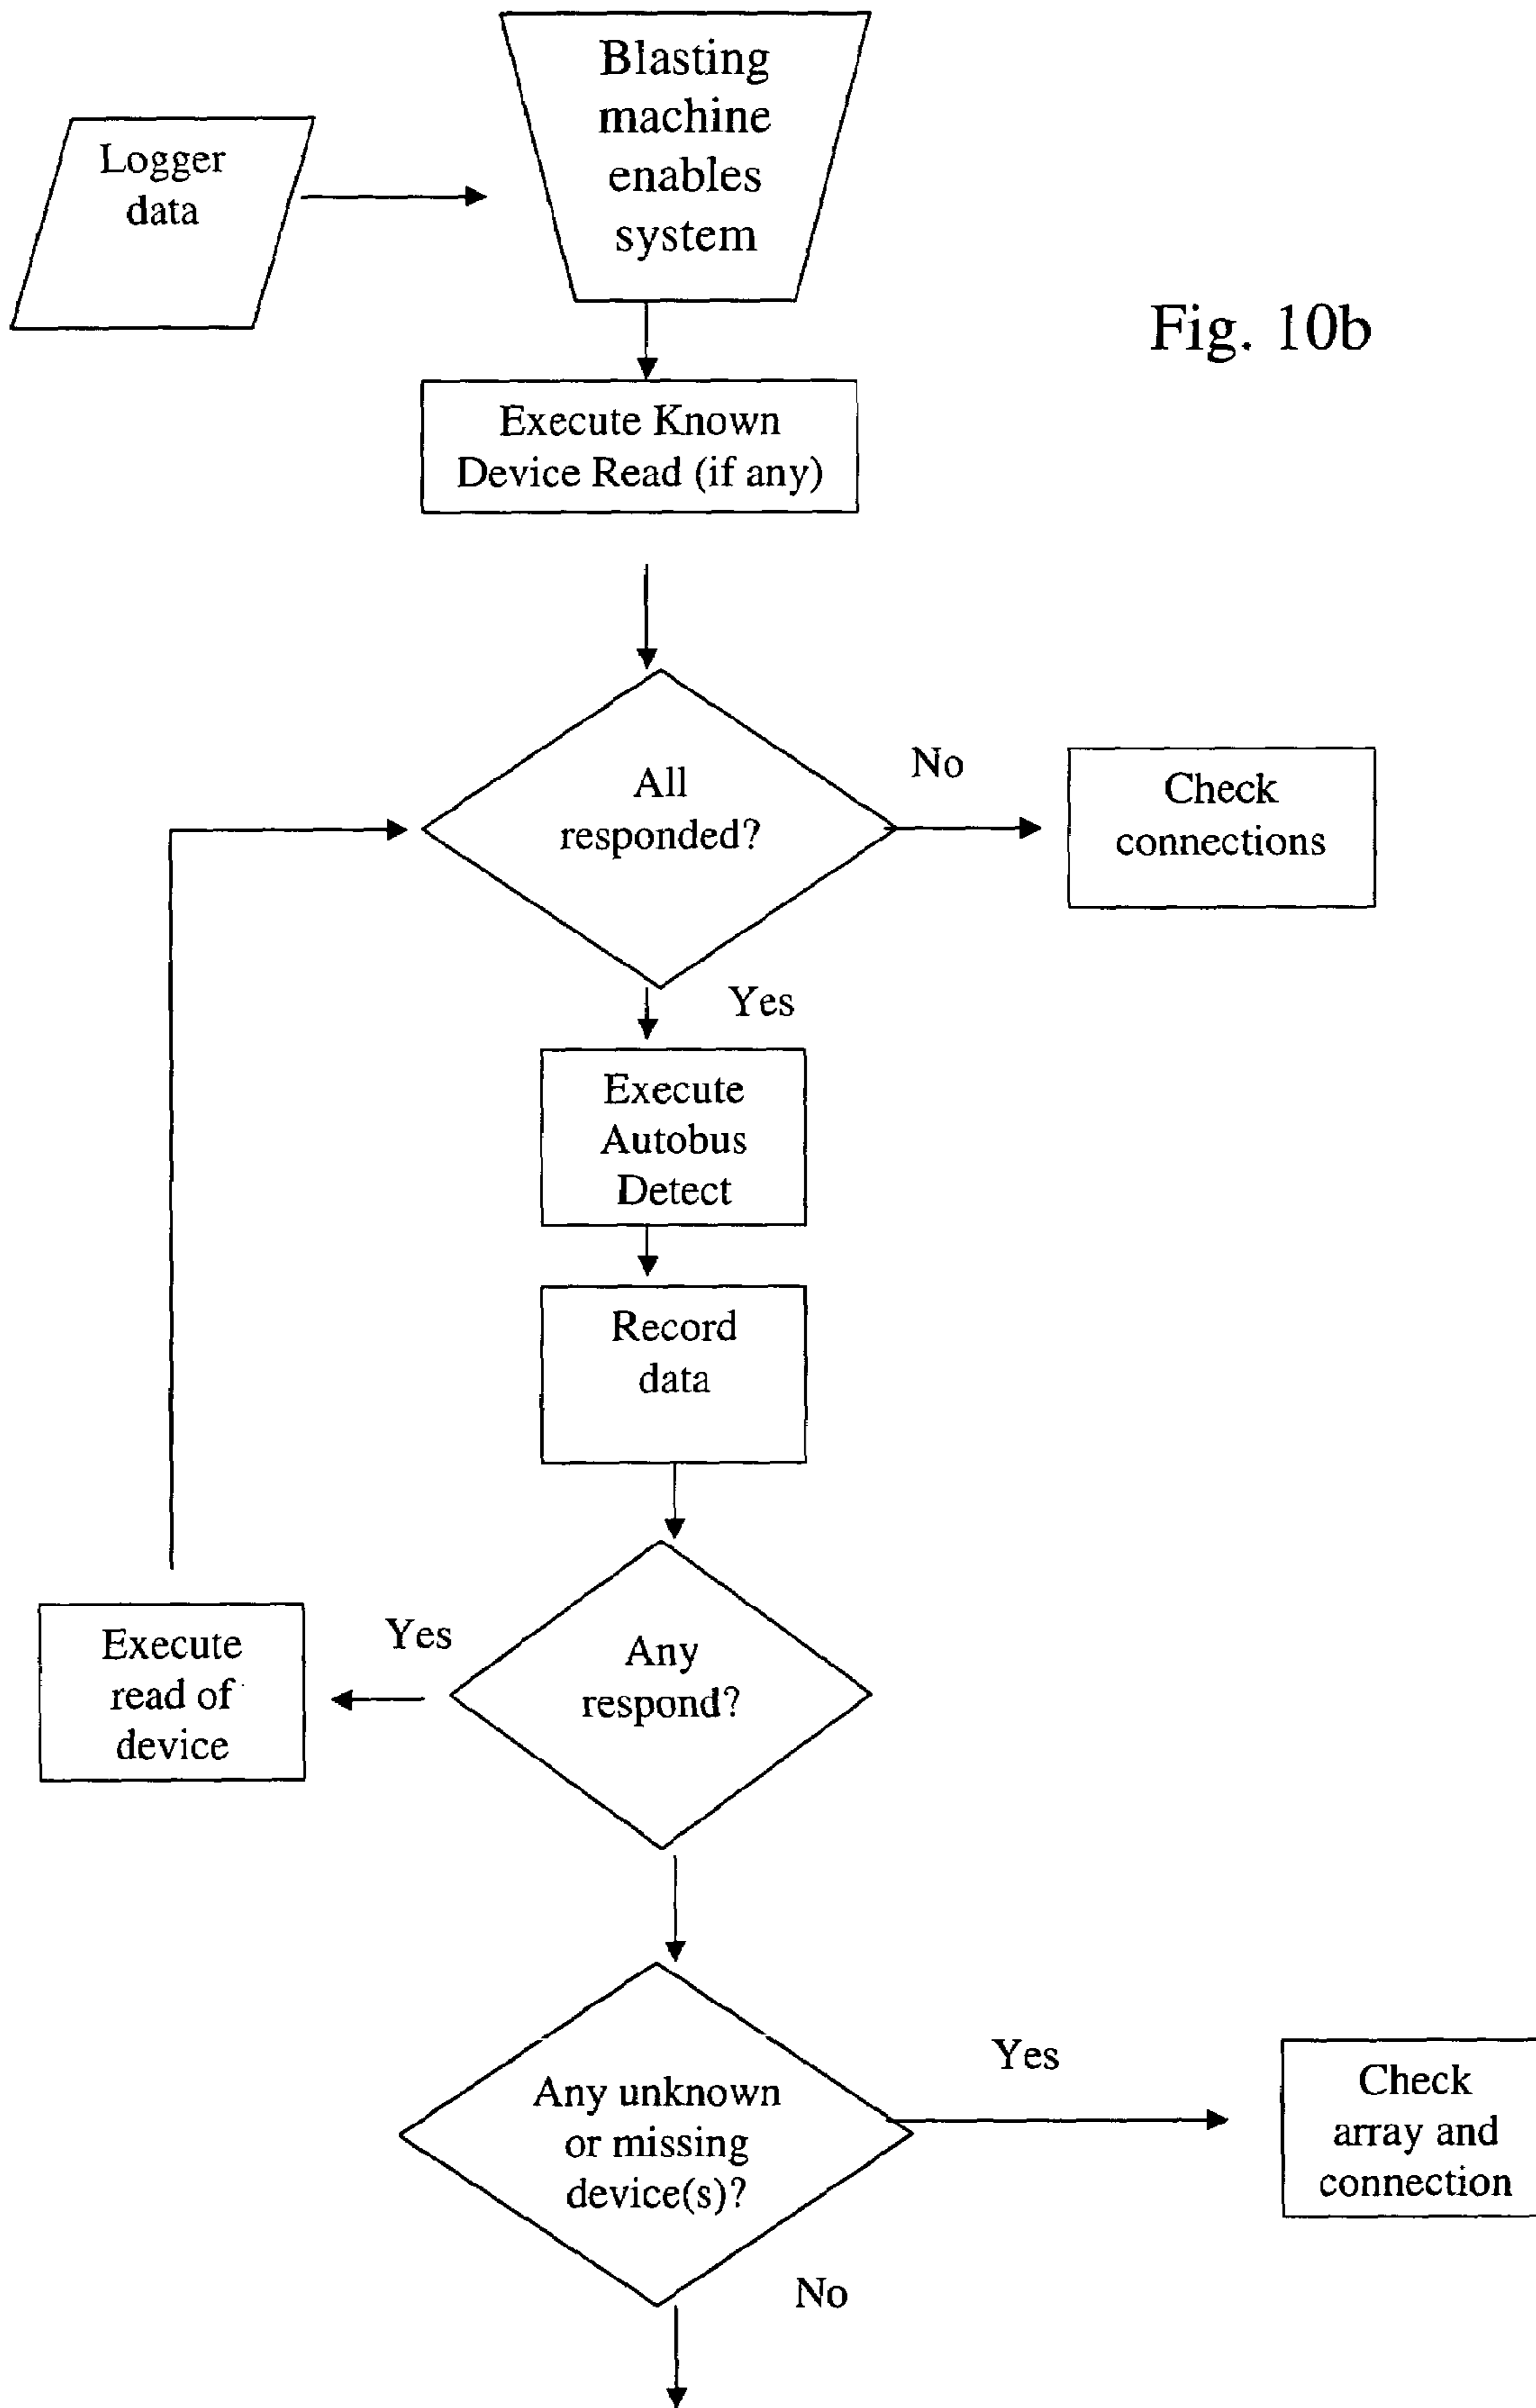 Blasting
machine
enables
system
Logger
data
Fig. 10b
Execute Known
Device Read (if any)
All
responded?
No
Check
connections
Yes
Execute
Autobus
Detect
Record
data
Any
respond?
Yes
Execute
read of
device
Any unknown
or missing
device(s)?
Yes
Check
array and
connection
No